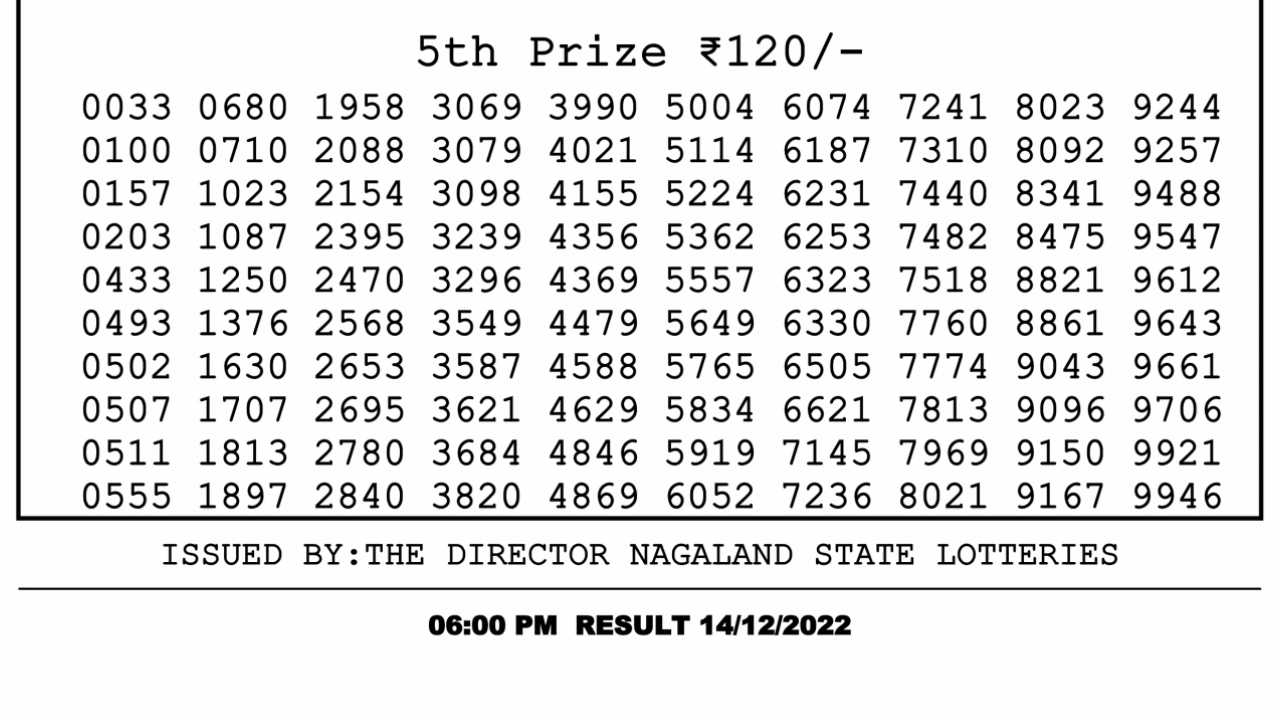 5th Prize ₹120/-
0033 0680 1958 3069 3990 5004 6074 7241 8023 9244
0100 0710 2088 3079 4021 5114 6187 7310 8092 9257
0157 1023 2154 3098 4155 5224 6231 7440 8341 9488
0203 1087 2395 3239 4356 5362 6253 7482 8475 9547
0433 1250 2470 3296 4369 5557 6323 7518 8821 9612
0493 1376 2568 3549 4479 5649 6330 7760 8861 9643
0502 1630 2653 3587 4588 5765 6505 7774 9043 9661
0507 1707 2695 3621 4629 5834 6621 7813 9096 9706
0511 1813 2780 3684 4846 5919 7145 7969 9150 9921
0555 1897 2840 3820 4869 6052 7236 8021 9167 9946
ISSUED BY:THE DIRECTOR NAGALAND STATE LOTTERIES
06:00 PM RESULT 14/12/2022